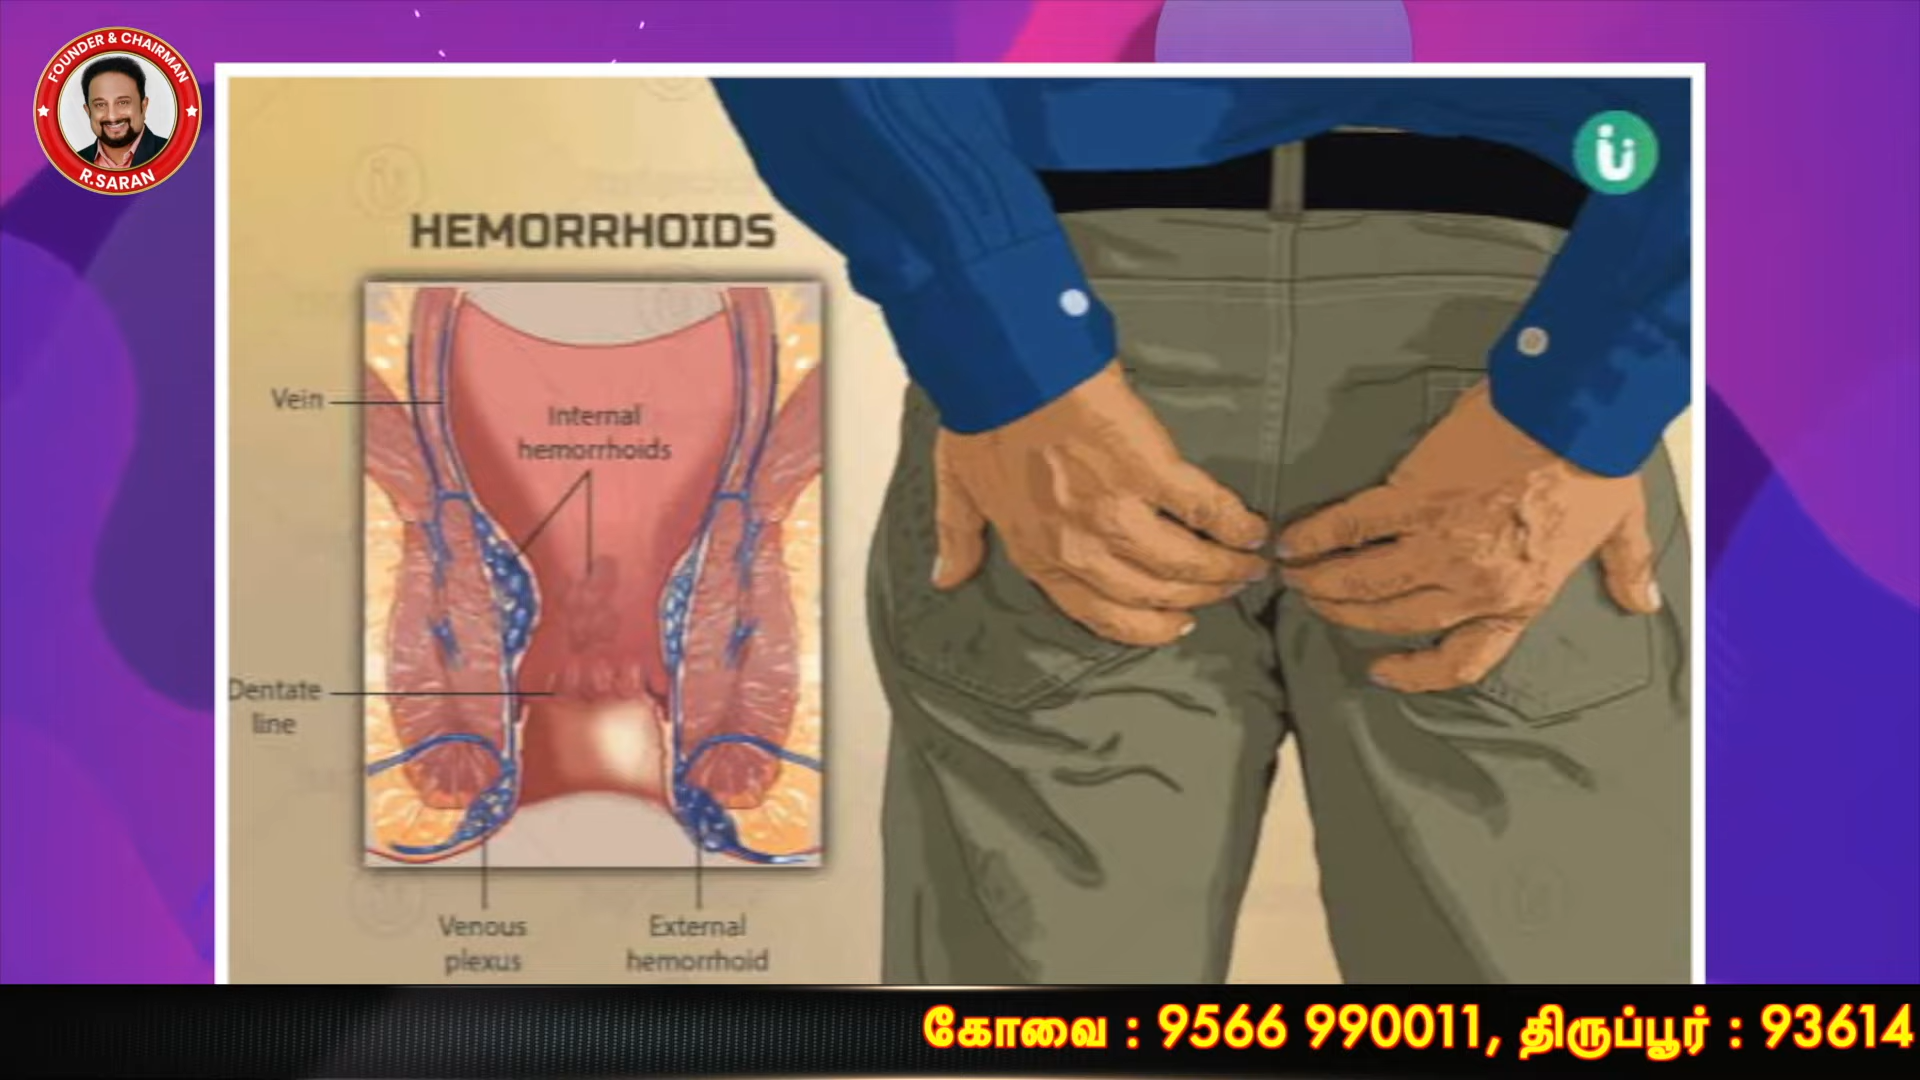 FOUNDER & CHAIRMAN
R.SARAN
HEMORRHOIDS
Vein
Internal
hemorrhoids
Dentate
line
Venous
plexus
External
hemorrhoid
கோவை : 9566 990011, திருப்பூர் : 93614